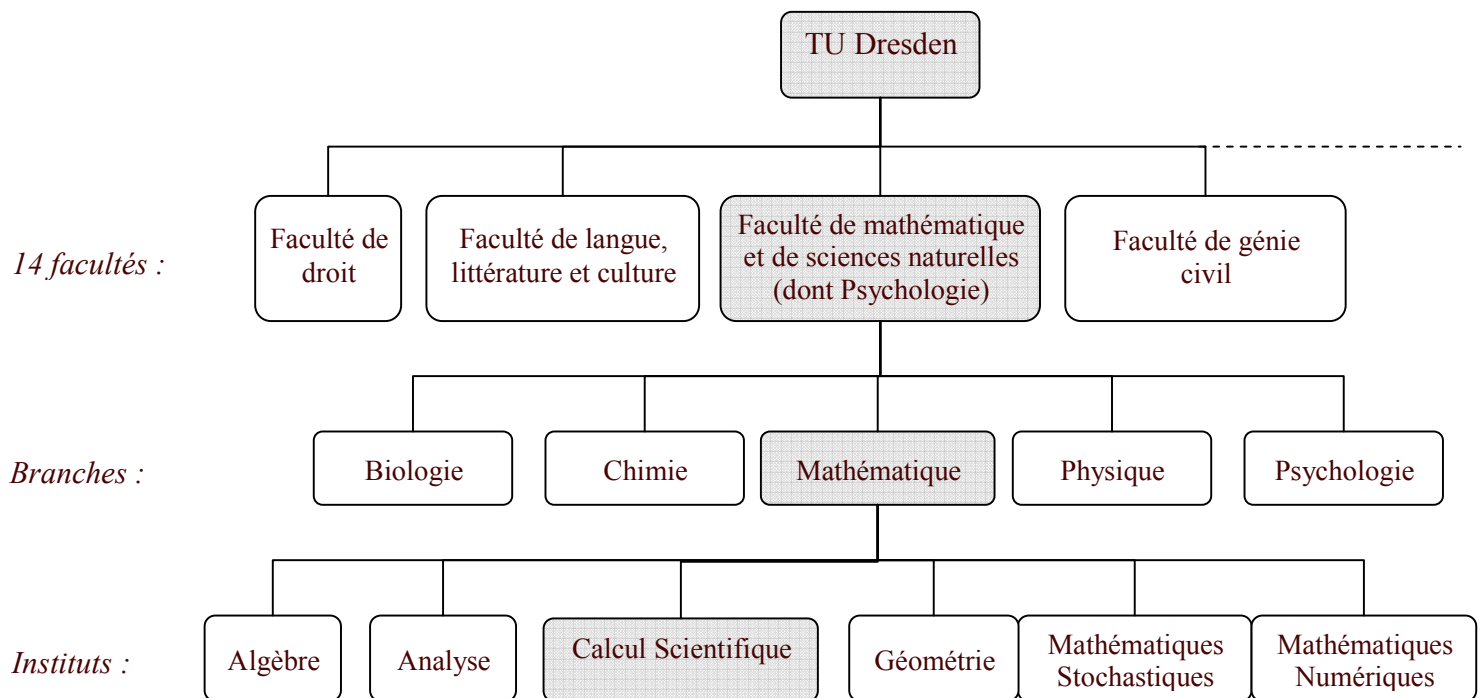 TU Dresden
14 facultés :
Faculté de
droit
Faculté de langue,
littérature et culture
Faculté de mathématique
et de sciences naturelles
(dont Psychologie)
Faculté de génie
civil
Branches :
Biologie
Chimie
Mathématique
Physique
Psychologie
Instituts :
Algèbre
Analyse
Calcul Scientifique
Géométrie
Mathématiques
Stochastiques
Mathématiques
Numériques